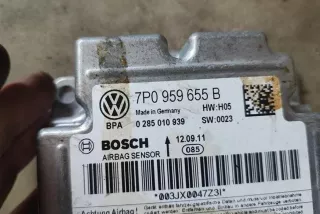 7P0 959 655 B
Made in Germany
HW:H05
BPA
0 285 010 939
SW:0023
BOSCH
12.09.11
AIRBAG SENSOR
085
*003JX0047Z3I*
Achtung Airbag!